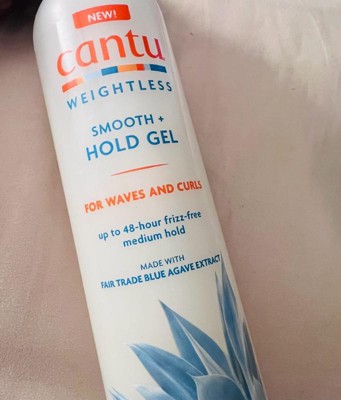 NEW!
cantu
WEIGHTLESS
SMOOTH +
HOLD GEL
FOR WAVES AND CURLS
up to 48-hour frizz-free
medium hold
MADE WITH
FAIR TRADE BLUE AGAVE EXTRACT